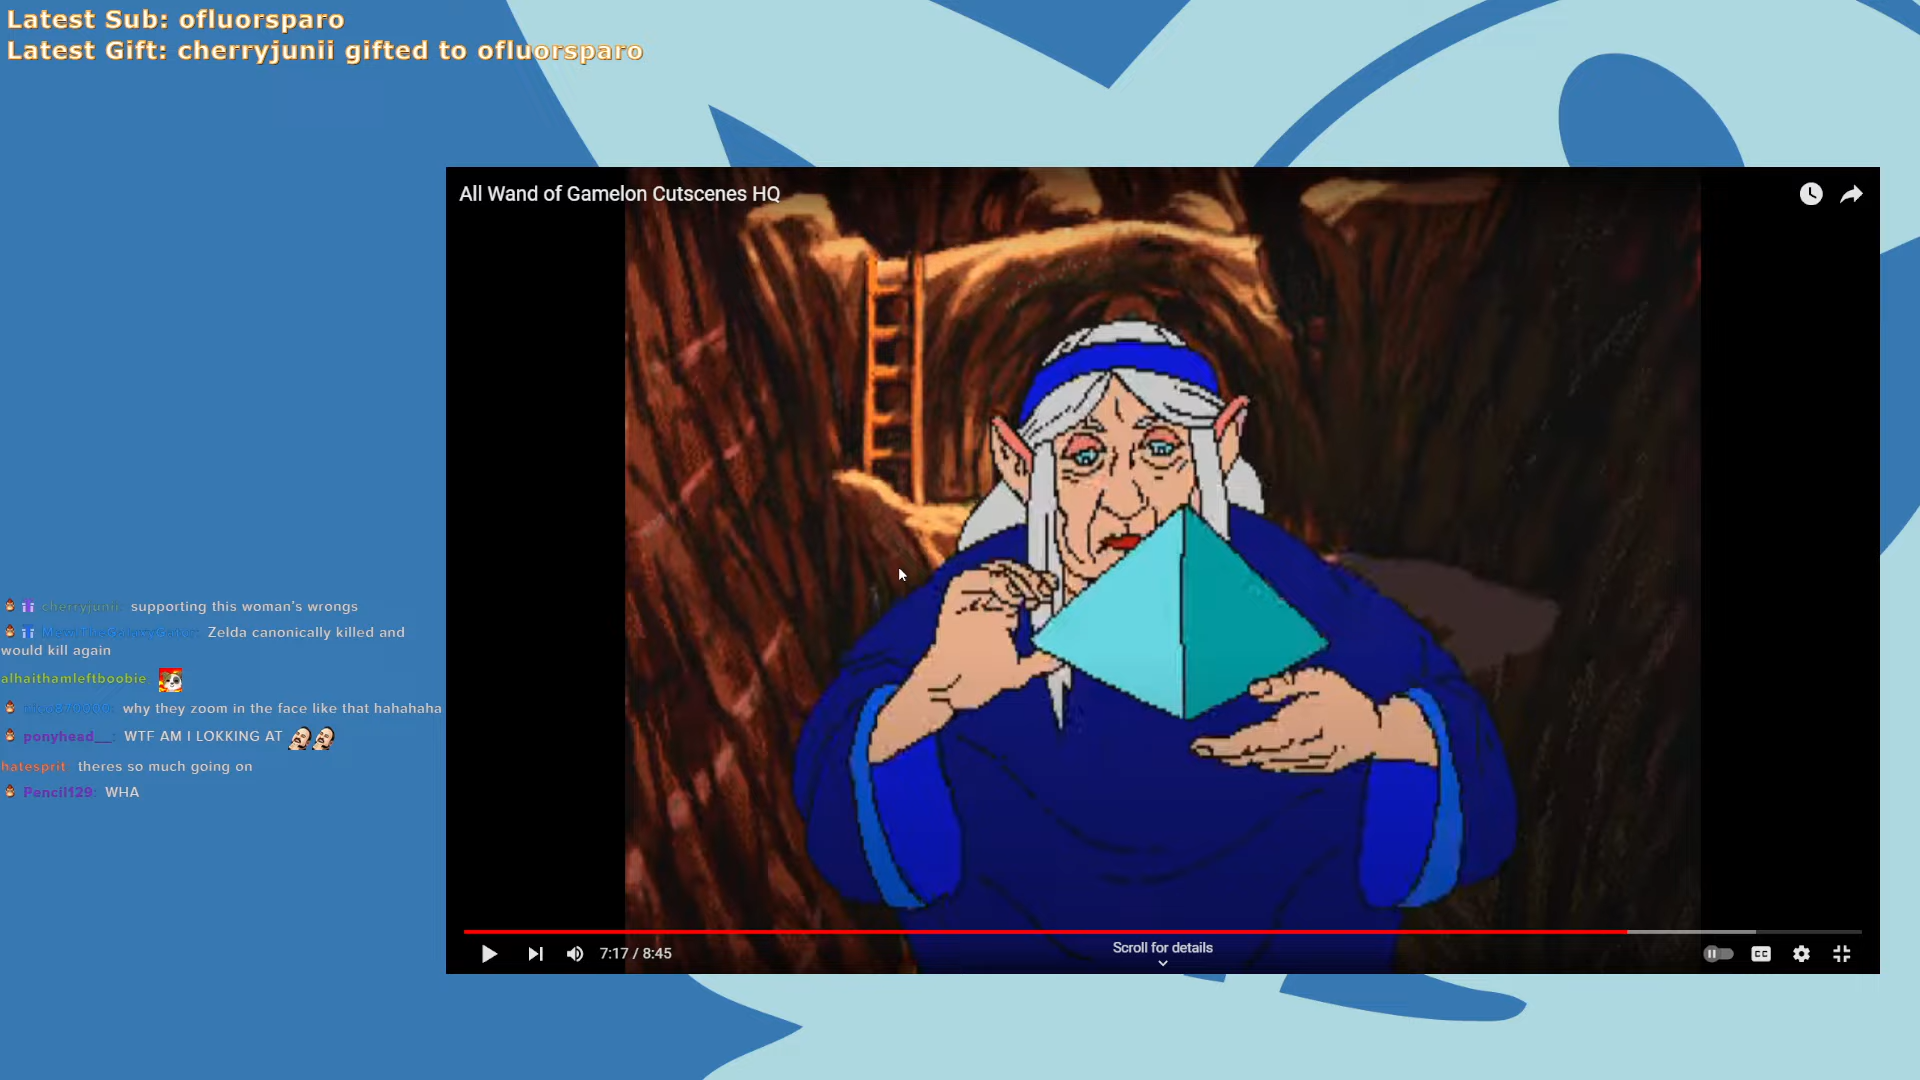 Latest Sub: ofluorsparo
Latest Gift: cherryjunii gifted to ofluorsparo
All Wand of Gamelon Cutscenes HQ
cherryjunii: supporting this woman's wrongs
Zelda canonically killed and
would kill again
alhaithamleftboobie:
why they zoom in the face like that hahahaha
ponyhead__: WTF AM I LOKKING AT
hatesprit: theres so much going on
Pencil129: WHA
7:17 / 8:45
Scroll for details
CC